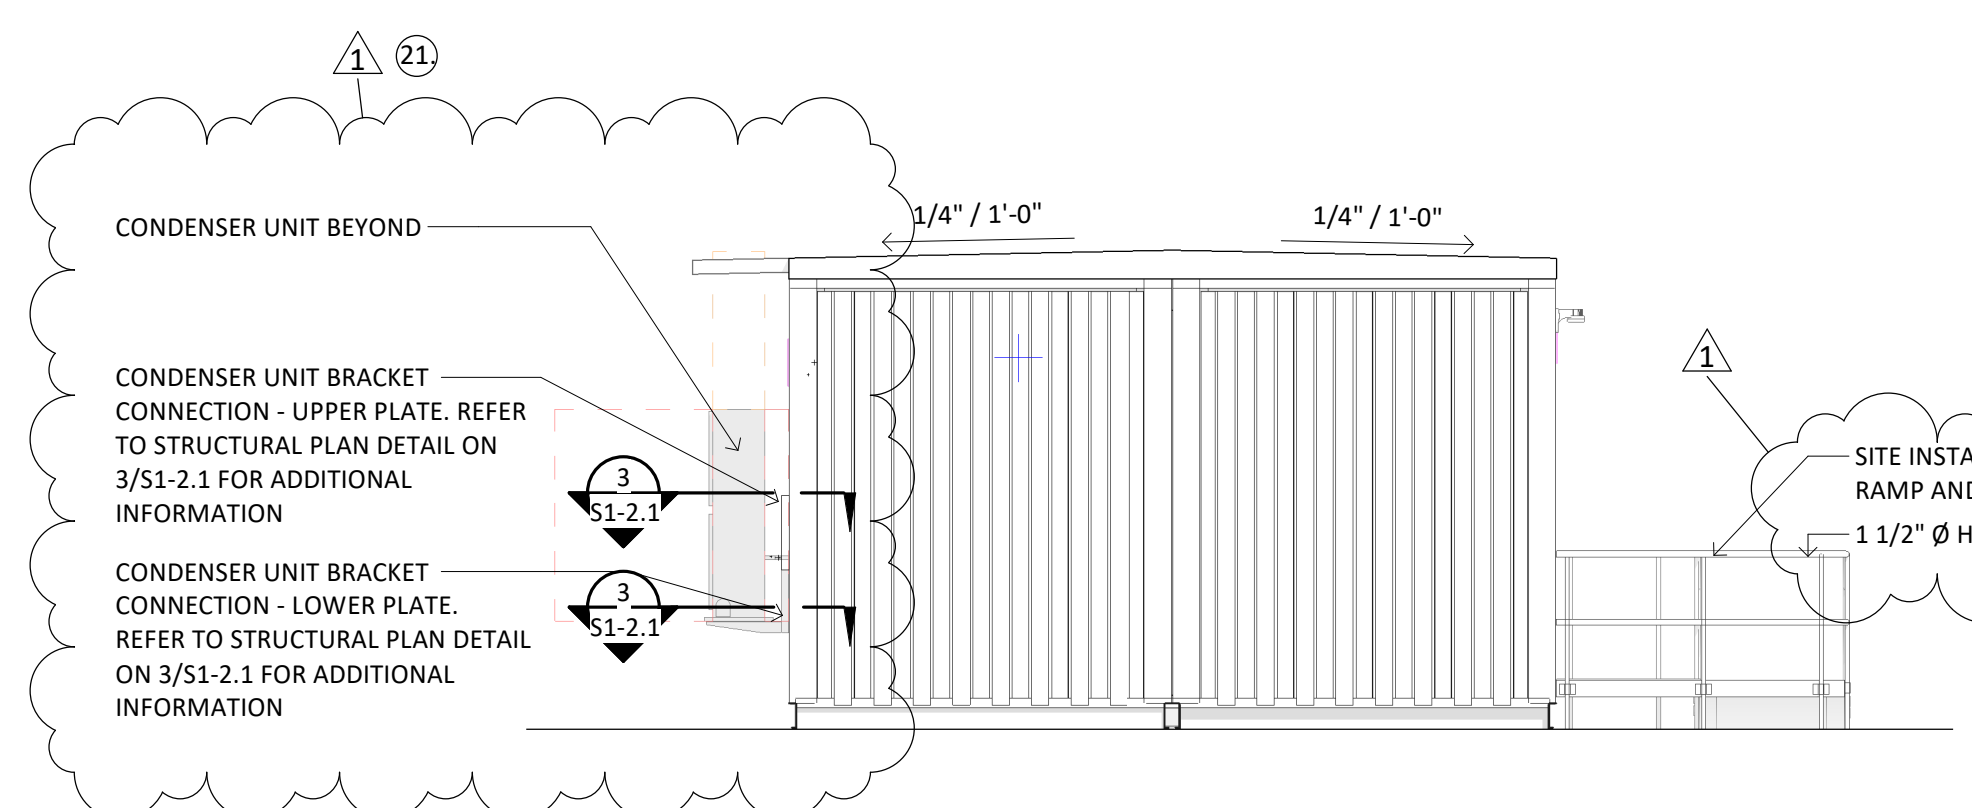 1 21.
CONDENSER UNIT BEYOND
1/4" / 1'-0"
1/4" / 1'-0"
CONDENSER UNIT BRACKET
CONNECTION - UPPER PLATE. REFER
TO STRUCTURAL PLAN DETAIL ON
3/S1-2.1 FOR ADDITIONAL
INFORMATION
3
S1-2.1
CONDENSER UNIT BRACKET
CONNECTION - LOWER PLATE.
REFER TO STRUCTURAL PLAN DETAIL
ON 3/S1-2.1 FOR ADDITIONAL
INFORMATION
3
S1-2.1
1
SITE INSTA
RAMP AND
1 1/2" Ø H